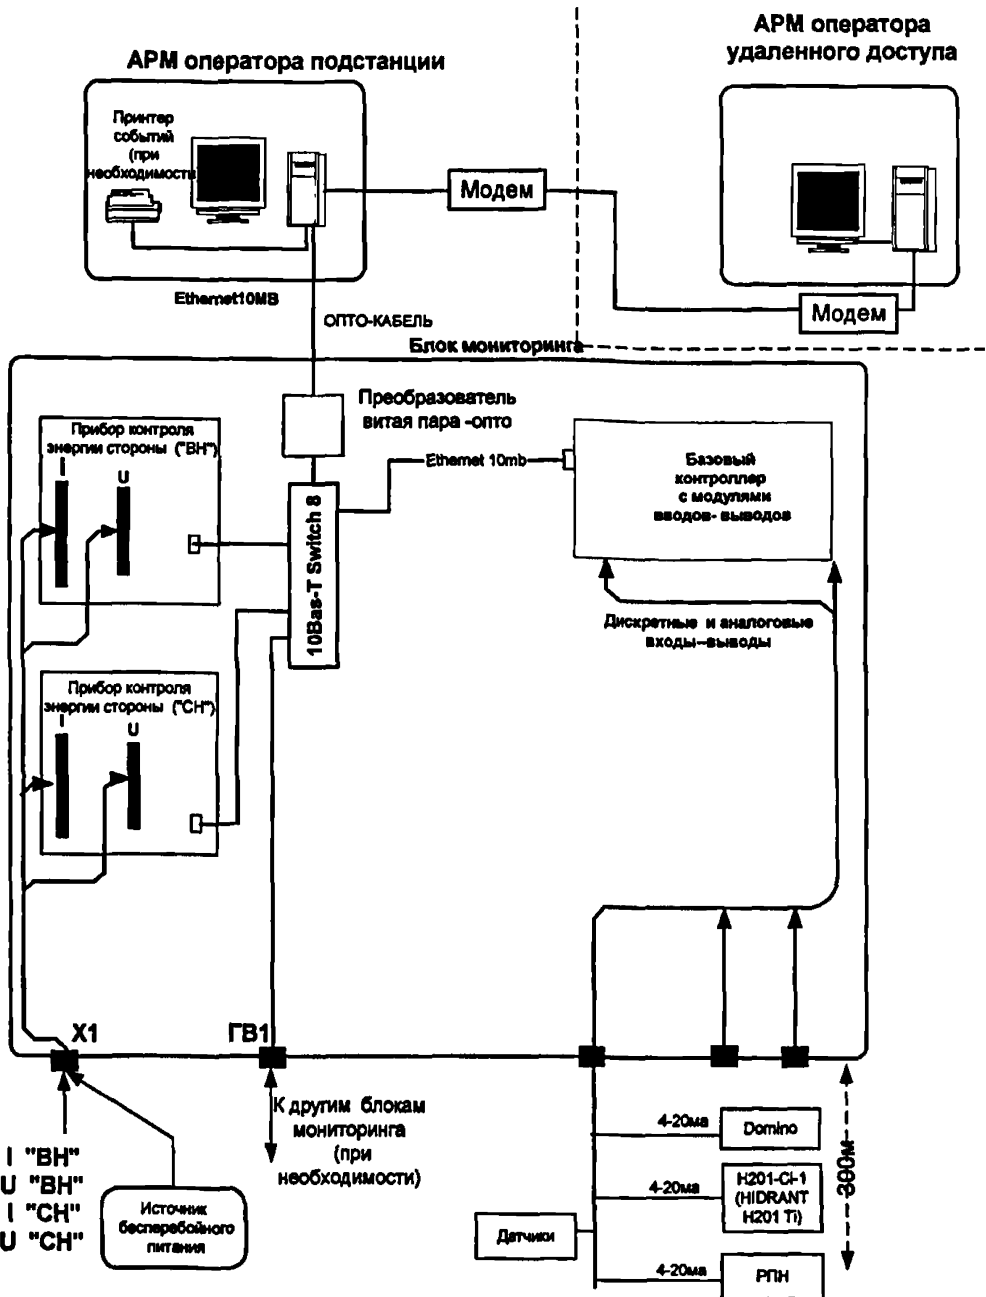 АРМ оператора
удаленного доступа
АРМ оператора подстанции
Принтер
событий
(при
необходимости
Модем
Модем
Ethernet10MB
ОПТО-КАБЕЛЬ
Блок мониторинга
Преобразователь
витая пара -опто
Прибор контроля
энергии стороны ("ВН")
I
U
Ethernet 10mb
Базовый
контроллер
с модулями
вводов- выводов
10Bas-T Switch 8
Дискретные и аналоговые
входы--выводы
Прибор контроля
энергии стороны ("СН")
I
U
X1
ГВ1
К другим блокам
мониторинга
(при
необходимости)
I "ВН"
U "ВН"
I "СН"
U "СН"
Источник
бесперебойного
питания
Датчики
4-20ма
Domino
4-20ма
H201-Ci-1
(HIDRANT
H201 Ti)
4-20ма
РПН
300м